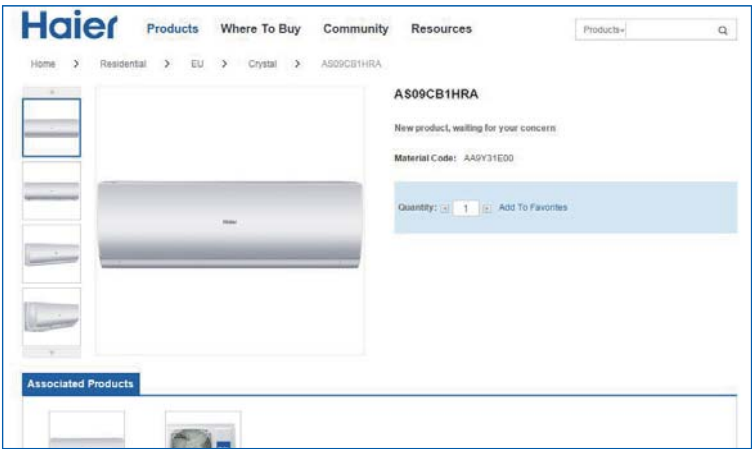 Haier
Products Where To Buy Community Resources
Products
Home > Residential > EU > Crystal > AS09CB1HRA
AS09CB1HRA
New product, waiting for your concern
Material Code: AA9Y31E00
Quantity: 1 Add To Favorites
Haier
Associated Products